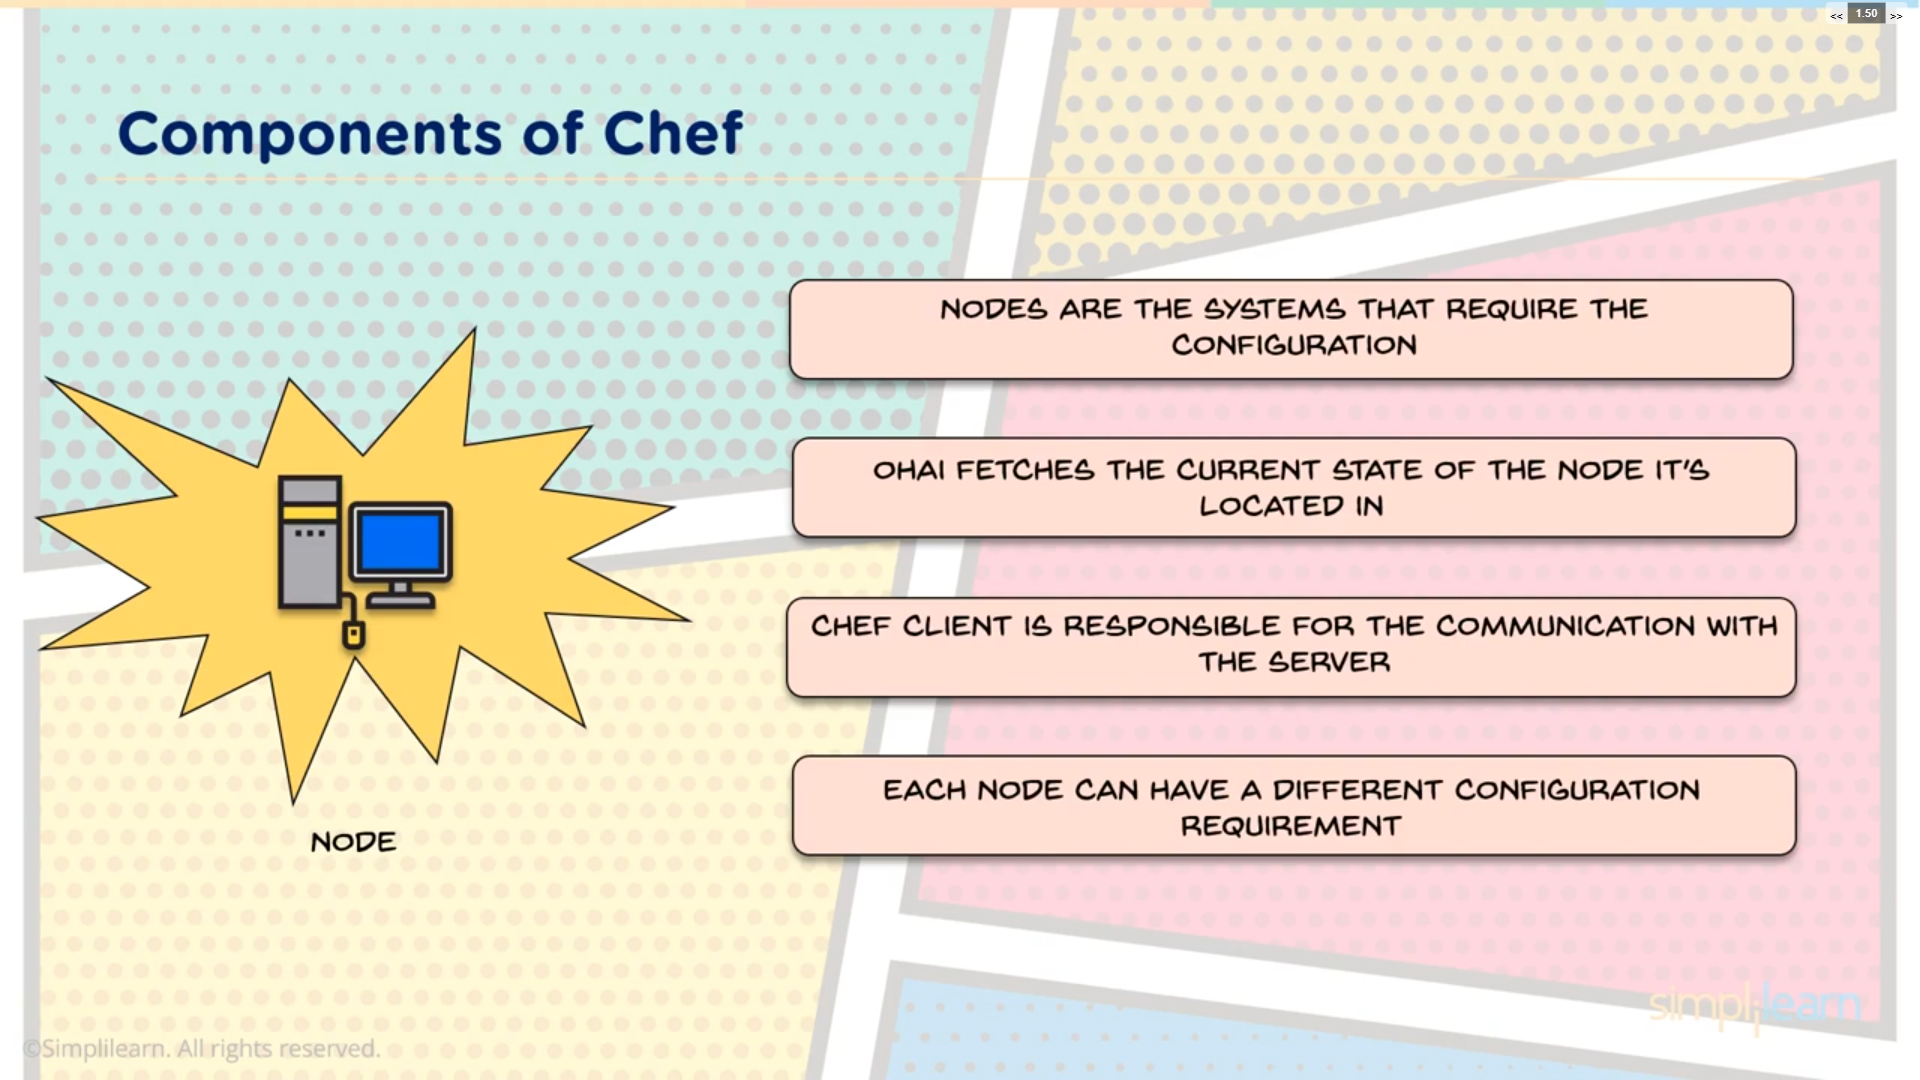 << 1.50 >>
Components of Chef
NODES ARE THE SYSTEMS THAT REQUIRE THE
CONFIGURATION
OHAI FETCHES THE CURRENT STATE OF THE NODE IT'S
LOCATED IN
CHEF CLIENT IS RESPONSIBLE FOR THE COMMUNICATION WITH
THE SERVER
EACH NODE CAN HAVE A DIFFERENT CONFIGURATION
REQUIREMENT
NODE
simplilearn
©Simplilearn. All rights reserved.